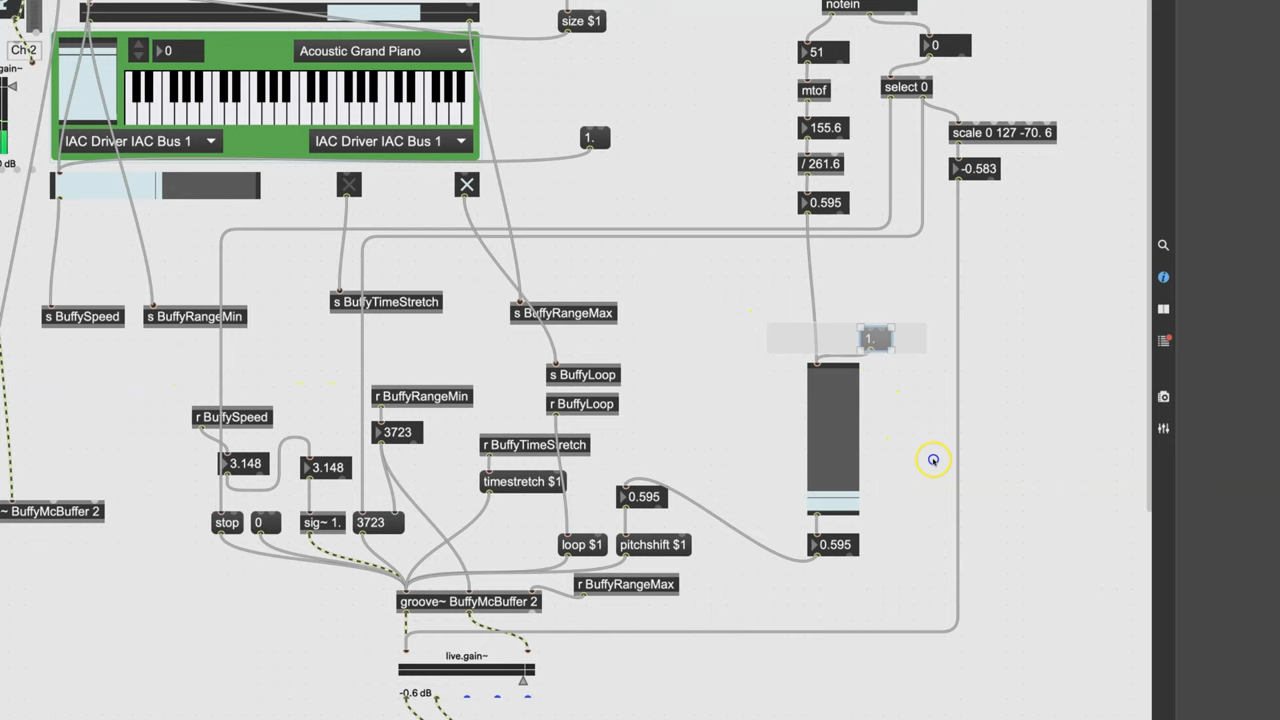 notein
size $1
51
0
0
Acoustic Grand Piano
Ch 2
gain~
mtof
select 0
155.6
scale 0 127 -70. 6
IAC Driver IAC Bus 1
IAC Driver IAC Bus 1
1.
/ 261.6
0 dB
-0.583
0.595
s BuffyTimeStretch
s BuffySpeed
s BuffyRangeMin
s BuffyRangeMax
1.
s BuffyLoop
r BuffyRangeMin
r BuffyLoop
r BuffySpeed
3723
r BuffyTimeStretch
3.148
3.148
timestretch $1
0.595
~ BuffyMcBuffer 2
stop
0
sig~ 1.
3723
loop $1
pitchshift $1
0.595
r BuffyRangeMax
groove~ BuffyMcBuffer 2
live.gain~
-0.6 dB